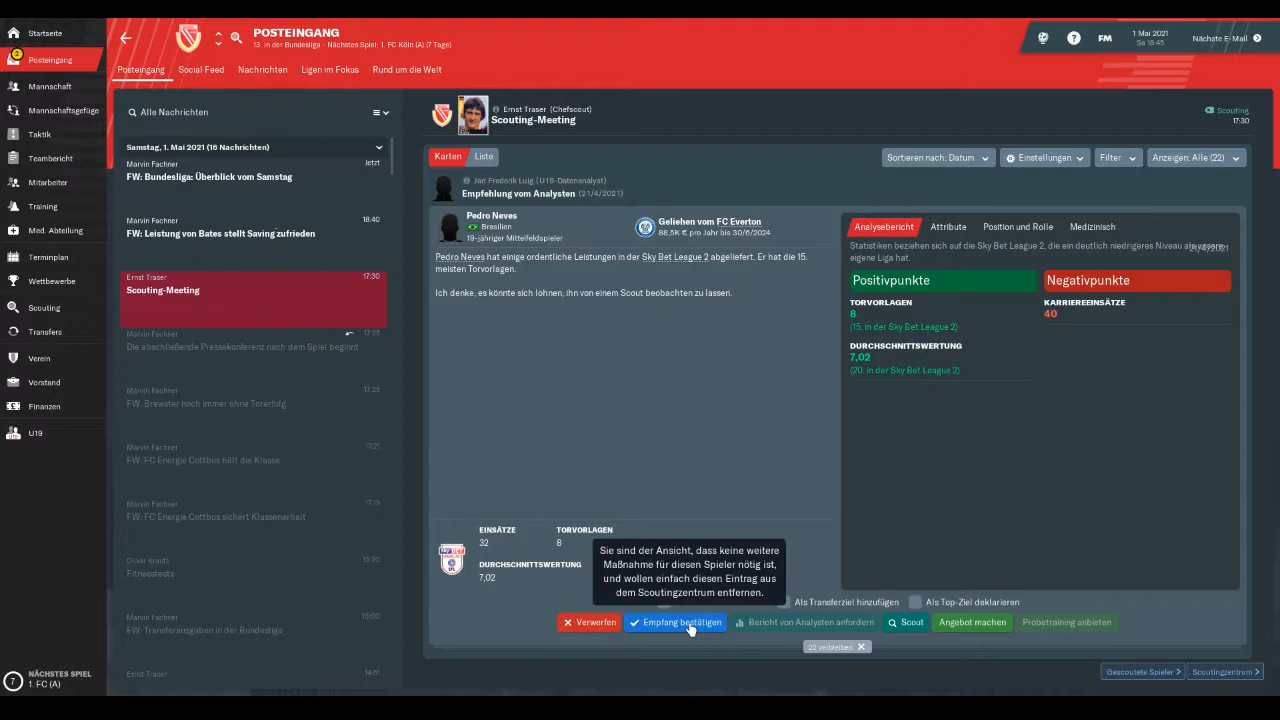 Startseite
2
Posteingang
Mannschaft
Mannschaftsgefüge
Taktik
Teambericht
Mitarbeiter
Training
Med. Abteilung
Terminplan
Wettbewerbe
Scouting
Transfers
Verein
Vorstand
Finanzen
U19
U19
NÄCHSTES SPIEL
7
1. FC (A)
POSTEINGANG
13. in der Bundesliga - Nächstes Spiel: 1. FC Köln (A) (7 Tage)
?
FM
1 Mai 2021
Sa 18:45
NÄCHSTE E-MAIL
Posteingang
Social Feed
Nachrichten
Ligen im Fokus
Rund um die Welt
Alle Nachrichten
Samstag, 1. Mai 2021 (16 Nachrichten)
Marvin Fachner
Jetzt
FW: Bundesliga: Überblick vom Samstag
Marvin Fachner
18:40
FW: Leistung von Bates stellt Saving zufrieden
Ernst Traser
17:30
Scouting-Meeting
Marvin Fachner
17:25
Die abschließende Pressekonferenz nach dem Spiel beginnt
Marvin Fachner
17:23
FW: Brewster noch immer ohne Torerfolg
Marvin Fachner
17:21
FW: FC Energie Cottbus hält die Klasse
Marvin Fachner
FW: FC Energie Cottbus sichert Klassenerhalt
Oliver Krautz
15:30
Fitnesstests
Marvin Fachner
15:00
FW: Transferausgaben in der Bundesliga
Ernst Traser
14:51
Ernst Traser (Chefscout)
Scouting-Meeting
Scouting
17:30
Karten
Liste
Sortieren nach: Datum
Einstellungen
Filter
Anzeigen: Alle (22)
Jan Frederik Luig (U19-Datenanalyst)
Empfehlung vom Analysten (21/4/2021)
Pedro Neves
Brasilien
19-jähriger Mittelfeldspieler
Geliehen vom FC Everton
88,5K € pro Jahr bis 30/6/2024
Pedro Neves hat einige ordentliche Leistungen in der Sky Bet League 2 abgeliefert. Er hat die 15.
meisten Torvorlagen.
Ich denke, es könnte sich lohnen, ihn von einem Scout beobachten zu lassen.
Analysebericht
Attribute
Position und Rolle
Medizinisch
Statistiken beziehen sich auf die Sky Bet League 2, die ein deutlich niedrigeres Niveau als unsere
eigene Liga hat.
21/4/2021
Positivpunkte
Negativpunkte
TORVORLAGEN
8
(15. in der Sky Bet League 2)
KARRIEREEINSÄTZE
40
DURCHSCHNITTSWERTUNG
7,02
(20. in der Sky Bet League 2)
EINSÄTZE
32
TORVORLAGEN
8
DURCHSCHNITTSWERTUNG
7,02
SKY BET
EFL
Sie sind der Ansicht, dass keine weitere
Maßnahme für diesen Spieler nötig ist,
und wollen einfach diesen Eintrag aus
dem Scoutingzentrum entfernen.
Als Transferziel hinzufügen
Als Top-Ziel deklarieren
Verwerfen
Empfang bestätigen
Bericht von Analysten anfordern
Scout
Angebot machen
Probetraining anbieten
22 verbleibert
Gescoutete Spieler
Scoutingzentrum